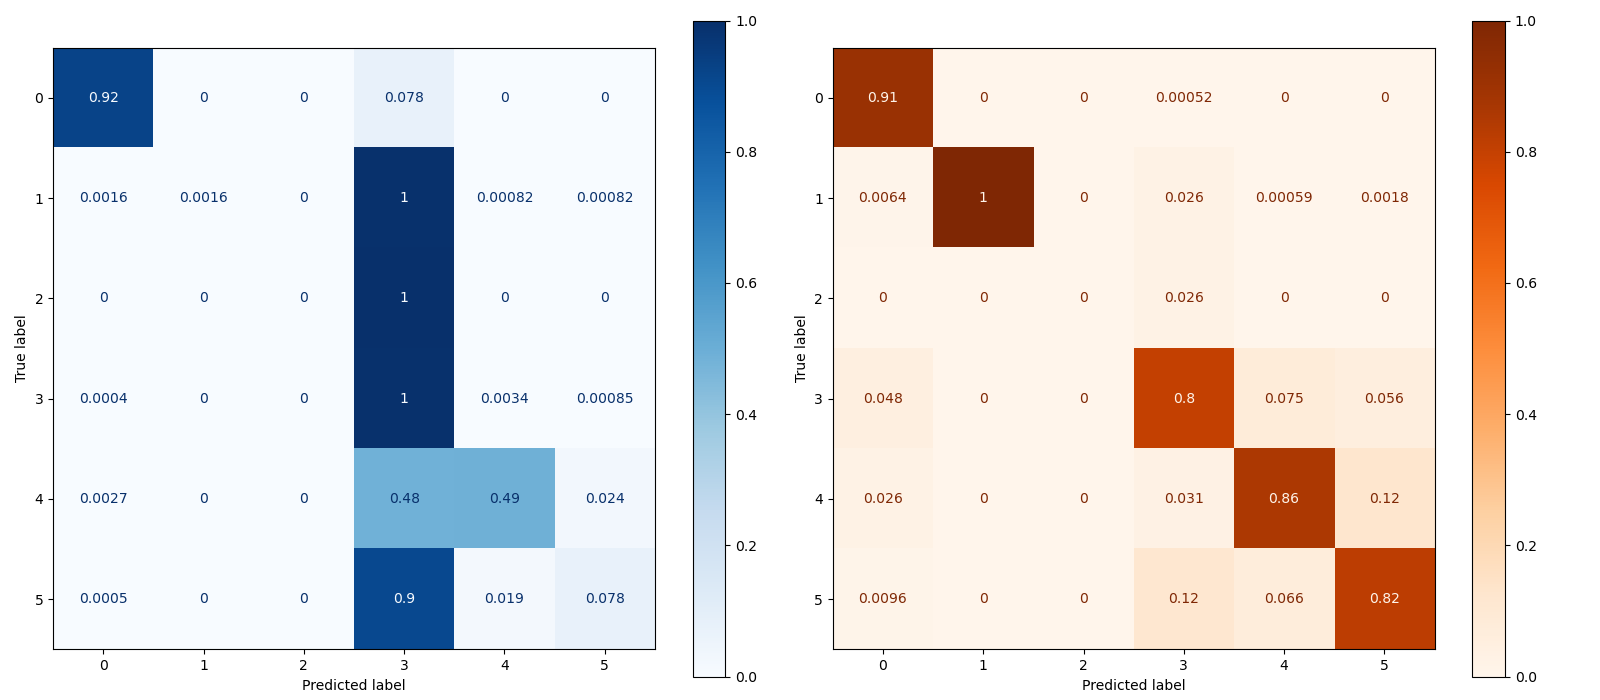 1.0
0 0.92 0 0 0.078 0 0
0.8
1 0.0016 0.0016 0 1 0.00082 0.00082
2 0 0 0 1 0 0
0.6
True label
3 0.0004 0 0 1 0.0034 0.00085
0.4
4 0.0027 0 0 0.48 0.49 0.024
0.2
5 0.0005 0 0 0.9 0.019 0.078
0.0
0 1 2 3 4 5
Predicted label
1.0
0 0.91 0 0 0.00052 0 0
0.8
1 0.0064 1 0 0.026 0.00059 0.0018
2 0 0 0 0.026 0 0
0.6
True label
3 0.048 0 0 0.8 0.075 0.056
0.4
4 0.026 0 0 0.031 0.86 0.12
0.2
5 0.0096 0 0 0.12 0.066 0.82
0.0
0 1 2 3 4 5
Predicted label